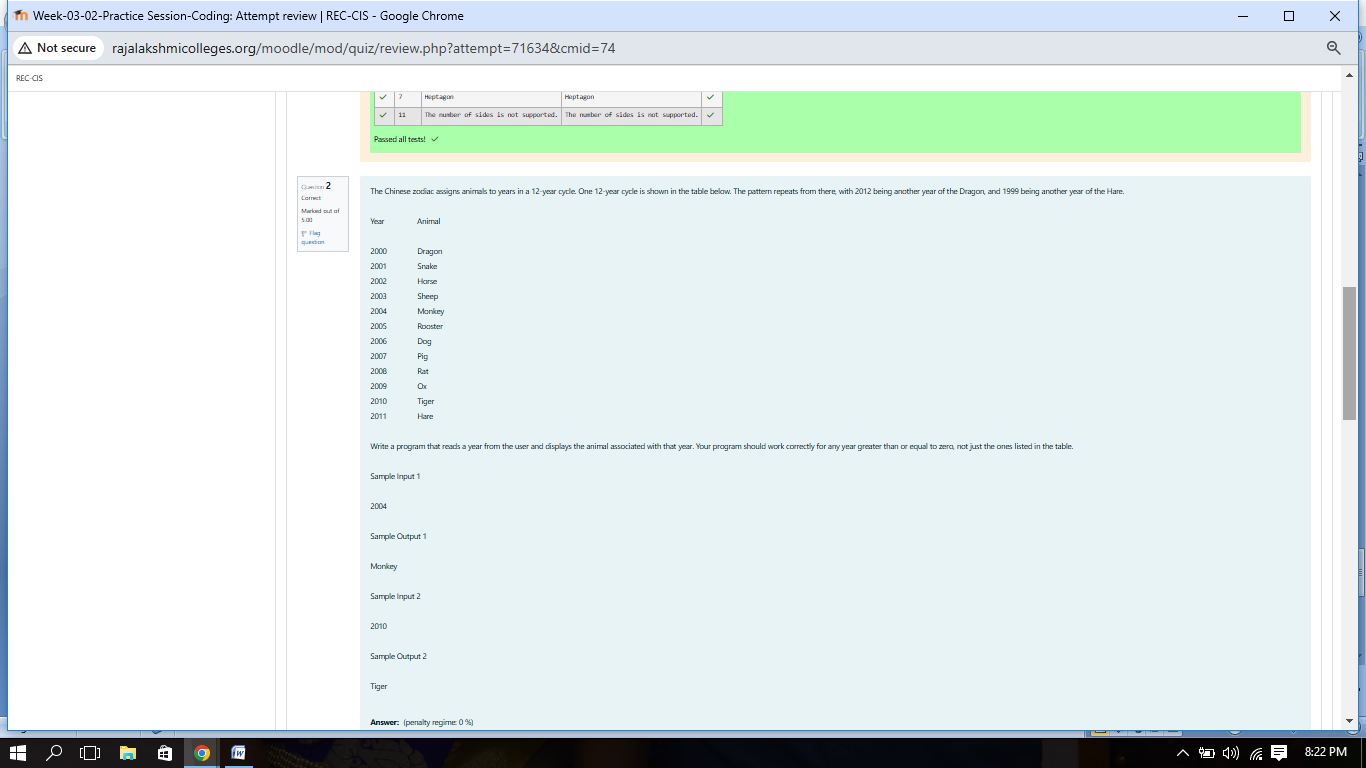 Week-03-02-Practice Session-Coding: Attempt review | REC-CIS - Google Chrome
Not secure rajalakshmicolleges.org/moodle/mod/quiz/review.php?attempt=71634&cmid=74
REC-CIS
7 Heptagon Heptagon
11 The number of sides is not supported. The number of sides is not supported.
Passed all tests!
Question 2
Correct
Marked out of
5.00
Flag
question
The Chinese zodiac assigns animals to years in a 12-year cycle. One 12-year cycle is shown in the table below. The pattern repeats from there, with 2012 being another year of the Dragon, and 1999 being another year of the Hare.
Year Animal
2000 Dragon
2001 Snake
2002 Horse
2003 Sheep
2004 Monkey
2005 Rooster
2006 Dog
2007 Pig
2008 Rat
2009 Ox
2010 Tiger
2011 Hare
Write a program that reads a year from the user and displays the animal associated with that year. Your program should work correctly for any year greater than or equal to zero, not just the ones listed in the table.
Sample Input 1
2004
Sample Output 1
Monkey
Sample Input 2
2010
Sample Output 2
Tiger
Answer: (penalty regime: 0 %)
8:22 PM